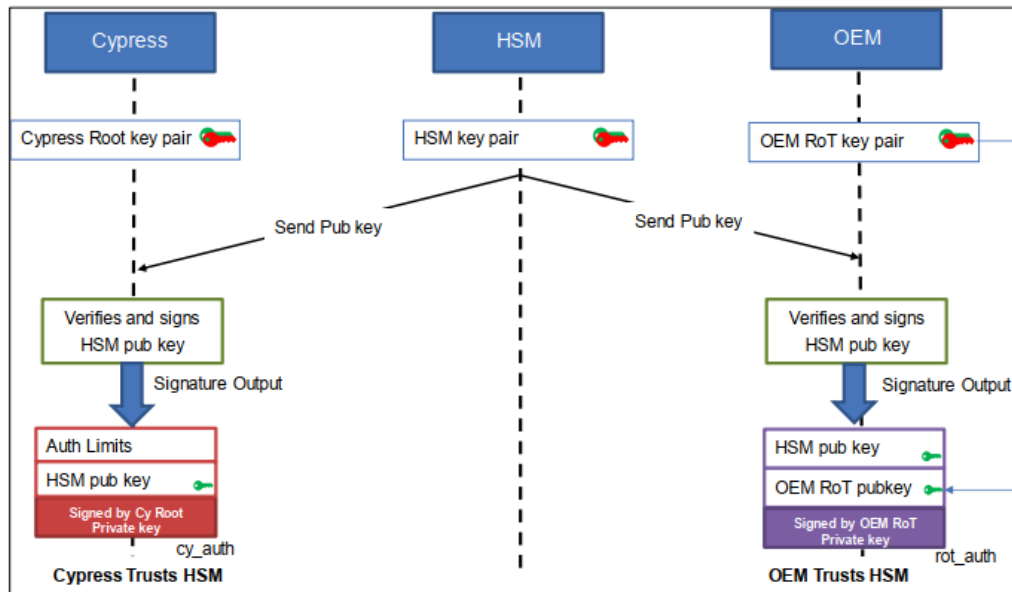 Cypress
HSM
OEM
Cypress Root key pair
HSM key pair
OEM RoT key pair
Send Pub key
Send Pub key
Verifies and signs
HSM pub key
Verifies and signs
HSM pub key
Signature Output
Signature Output
Auth Limits
HSM pub key
Signed by Cy Root
Private key
cy_auth
Cypress Trusts HSM
HSM pub key
OEM RoT pubkey
Signed by OEM RoT
Private key
rot_auth
OEM Trusts HSM